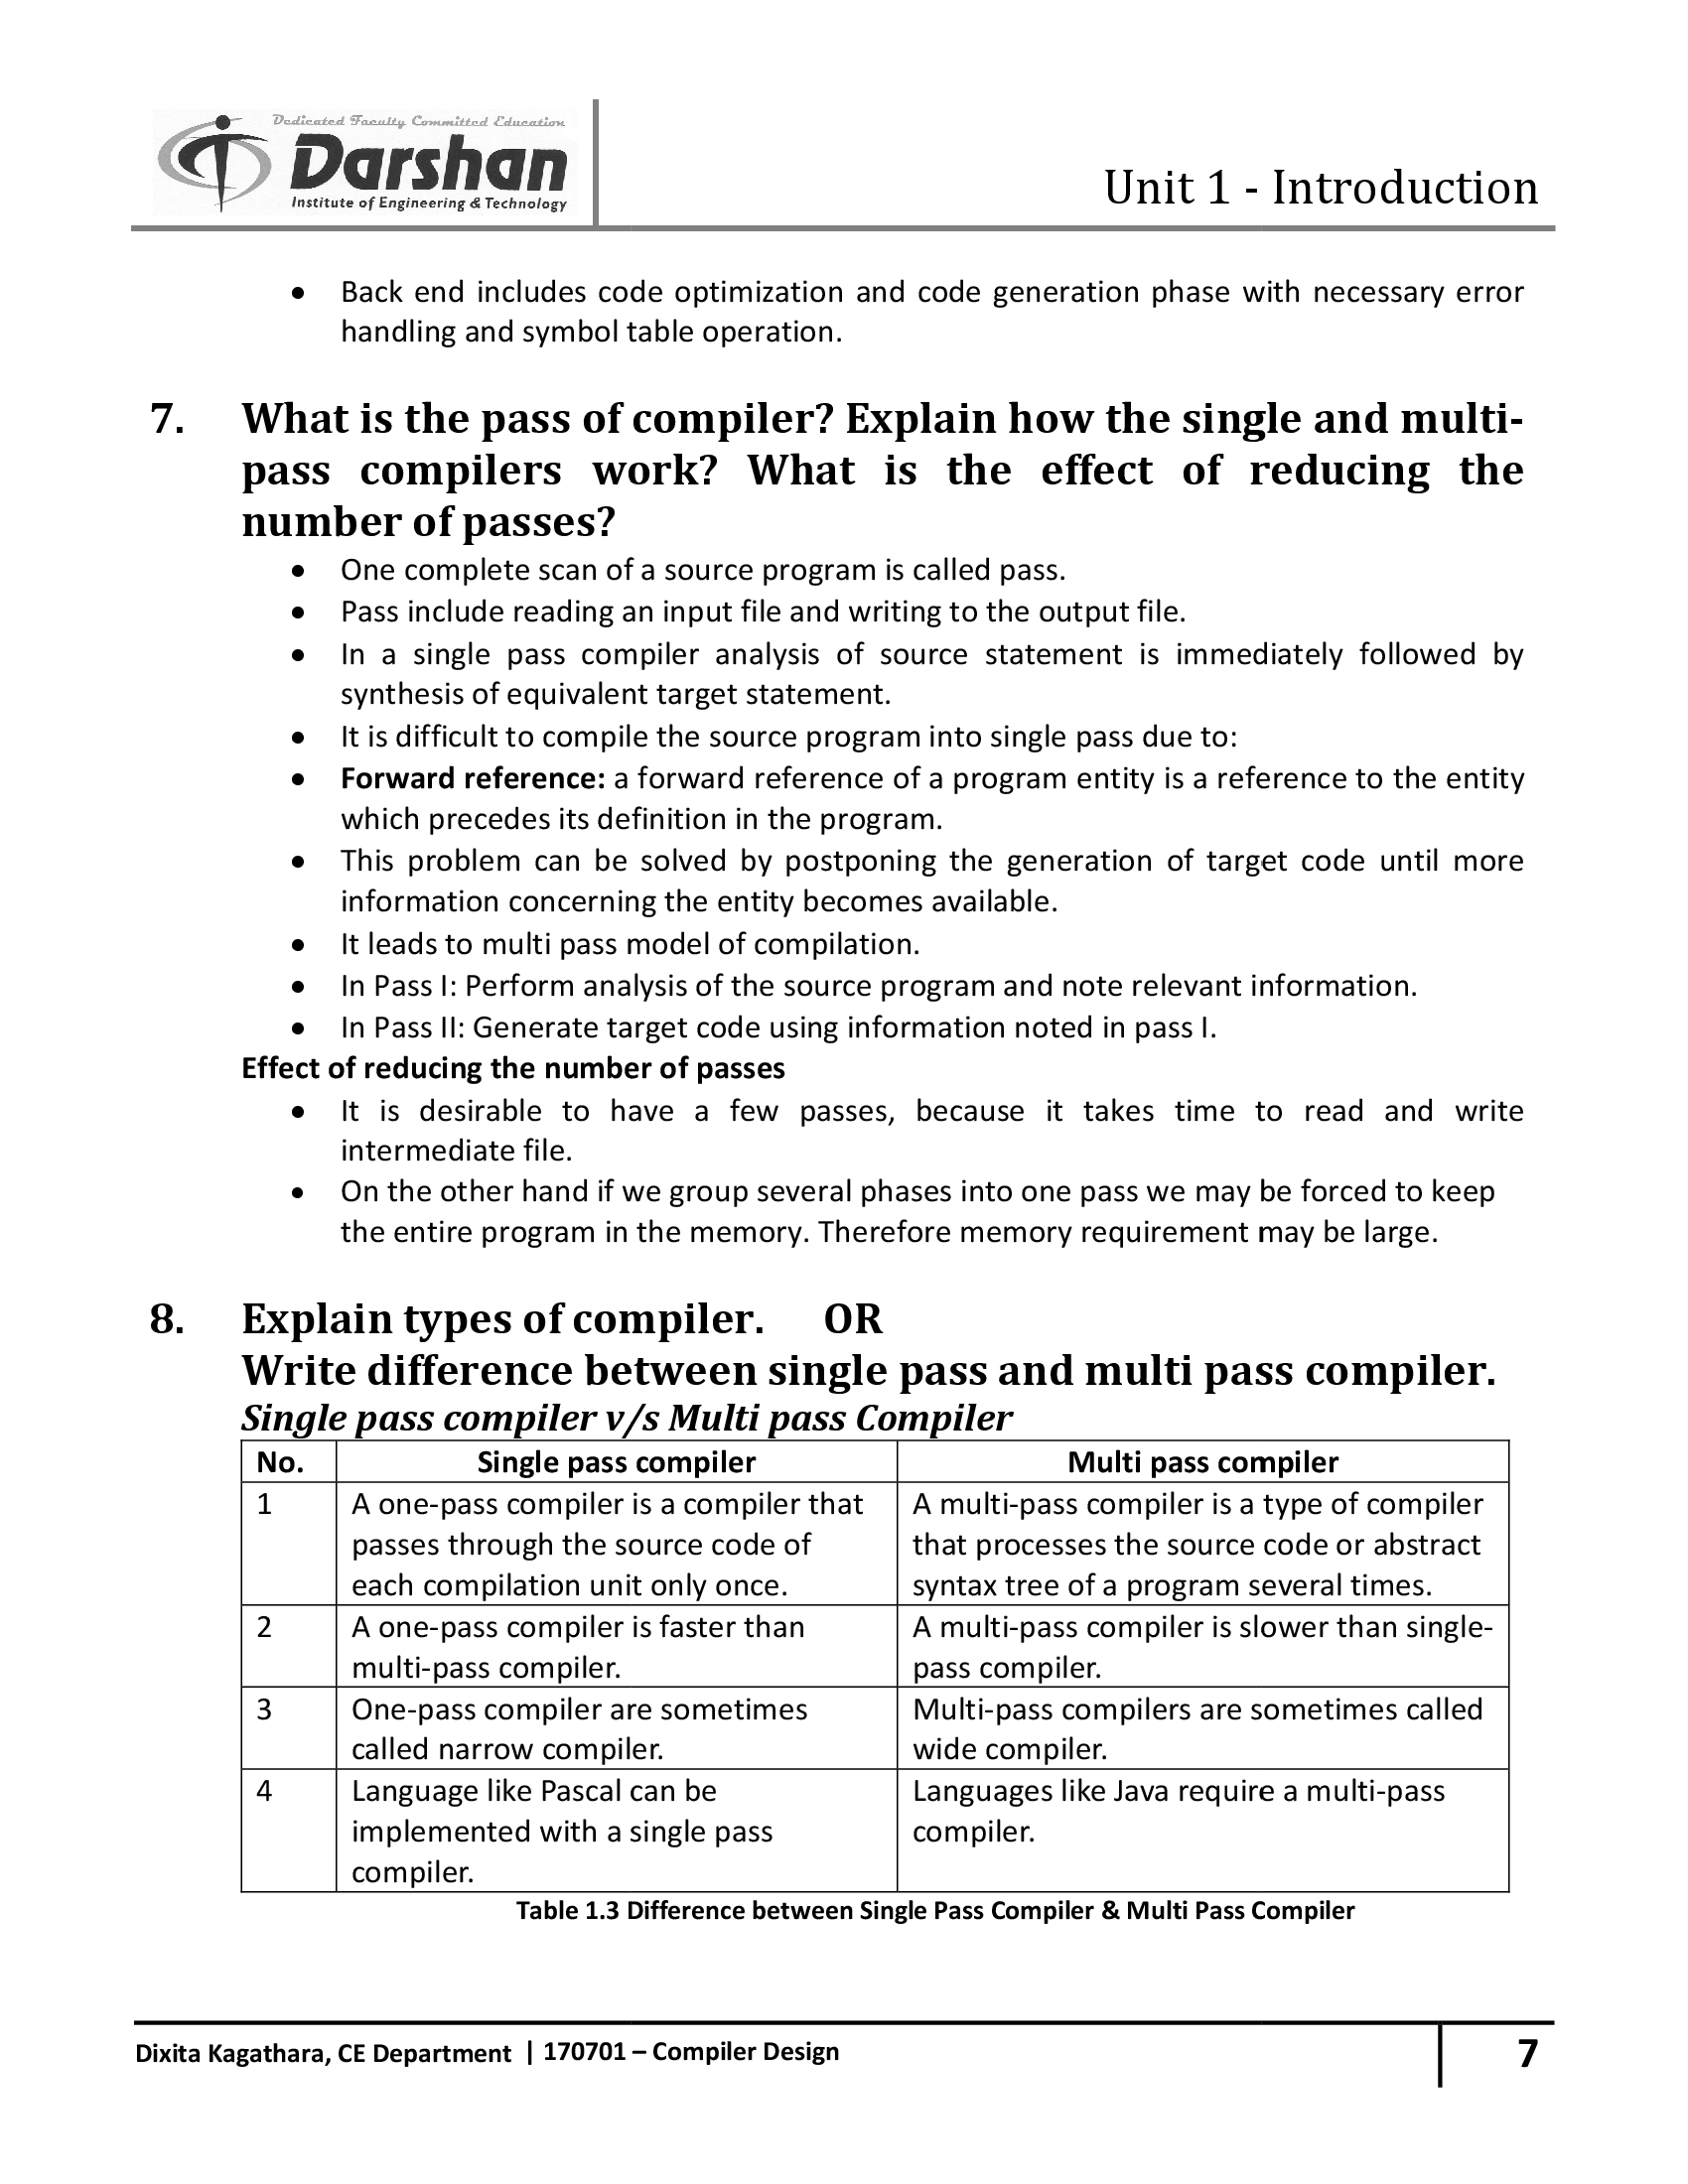 Dedicated Faculty Committed Education
Darshan
Institute of Engineering & Technology
Unit 1 - Introduction
• Back end includes code optimization and code generation phase with necessary error
handling and symbol table operation.
7. What is the pass of compiler? Explain how the single and multi-
pass compilers work? What is the effect of reducing the
number of passes?
• One complete scan of a source program is called pass.
• Pass include reading an input file and writing to the output file.
• In a single pass compiler analysis of source statement is immediately followed by
synthesis of equivalent target statement.
• It is difficult to compile the source program into single pass due to:
• Forward reference: a forward reference of a program entity is a reference to the entity
which precedes its definition in the program.
• This problem can be solved by postponing the generation of target code until more
information concerning the entity becomes available.
• It leads to multi pass model of compilation.
• In Pass I: Perform analysis of the source program and note relevant information.
• In Pass II: Generate target code using information noted in pass I.
Effect of reducing the number of passes
• It is desirable to have a few passes, because it takes time to read and write
intermediate file.
• On the other hand if we group several phases into one pass we may be forced to keep
the entire program in the memory. Therefore memory requirement may be large.
8. Explain types of compiler. OR
Write difference between single pass and multi pass compiler.
Single pass compiler v/s Multi pass Compiler
No. Single pass compiler Multi pass compiler
1 A one-pass compiler is a compiler that A multi-pass compiler is a type of compiler
passes through the source code of that processes the source code or abstract
each compilation unit only once. syntax tree of a program several times.
2 A one-pass compiler is faster than A multi-pass compiler is slower than single-
multi-pass compiler. pass compiler.
3 One-pass compiler are sometimes Multi-pass compilers are sometimes called
called narrow compiler. wide compiler.
4 Language like Pascal can be Languages like Java require a multi-pass
implemented with a single pass compiler.
compiler.
Table 1.3 Difference between Single Pass Compiler & Multi Pass Compiler
Dixita Kagathara, CE Department | 170701 – Compiler Design 7